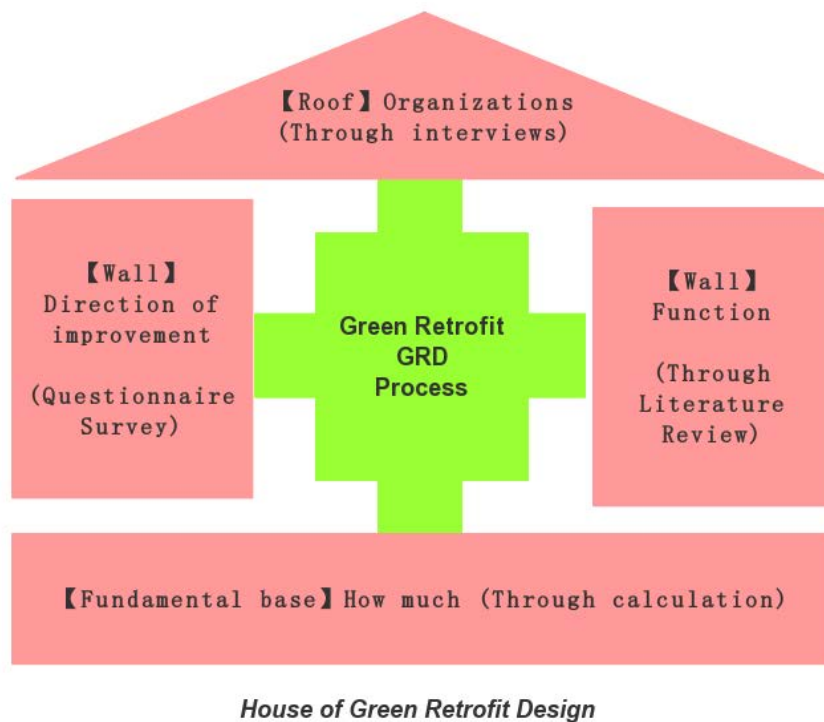 【Roof】Organizations
(Through interviews)
【Wall】
Direction of
improvement
(Questionnaire
Survey)
Green Retrofit
GRD
Process
【Wall】
Function
(Through
Literature
Review)
【Fundamental base】How much (Through calculation)
House of Green Retrofit Design